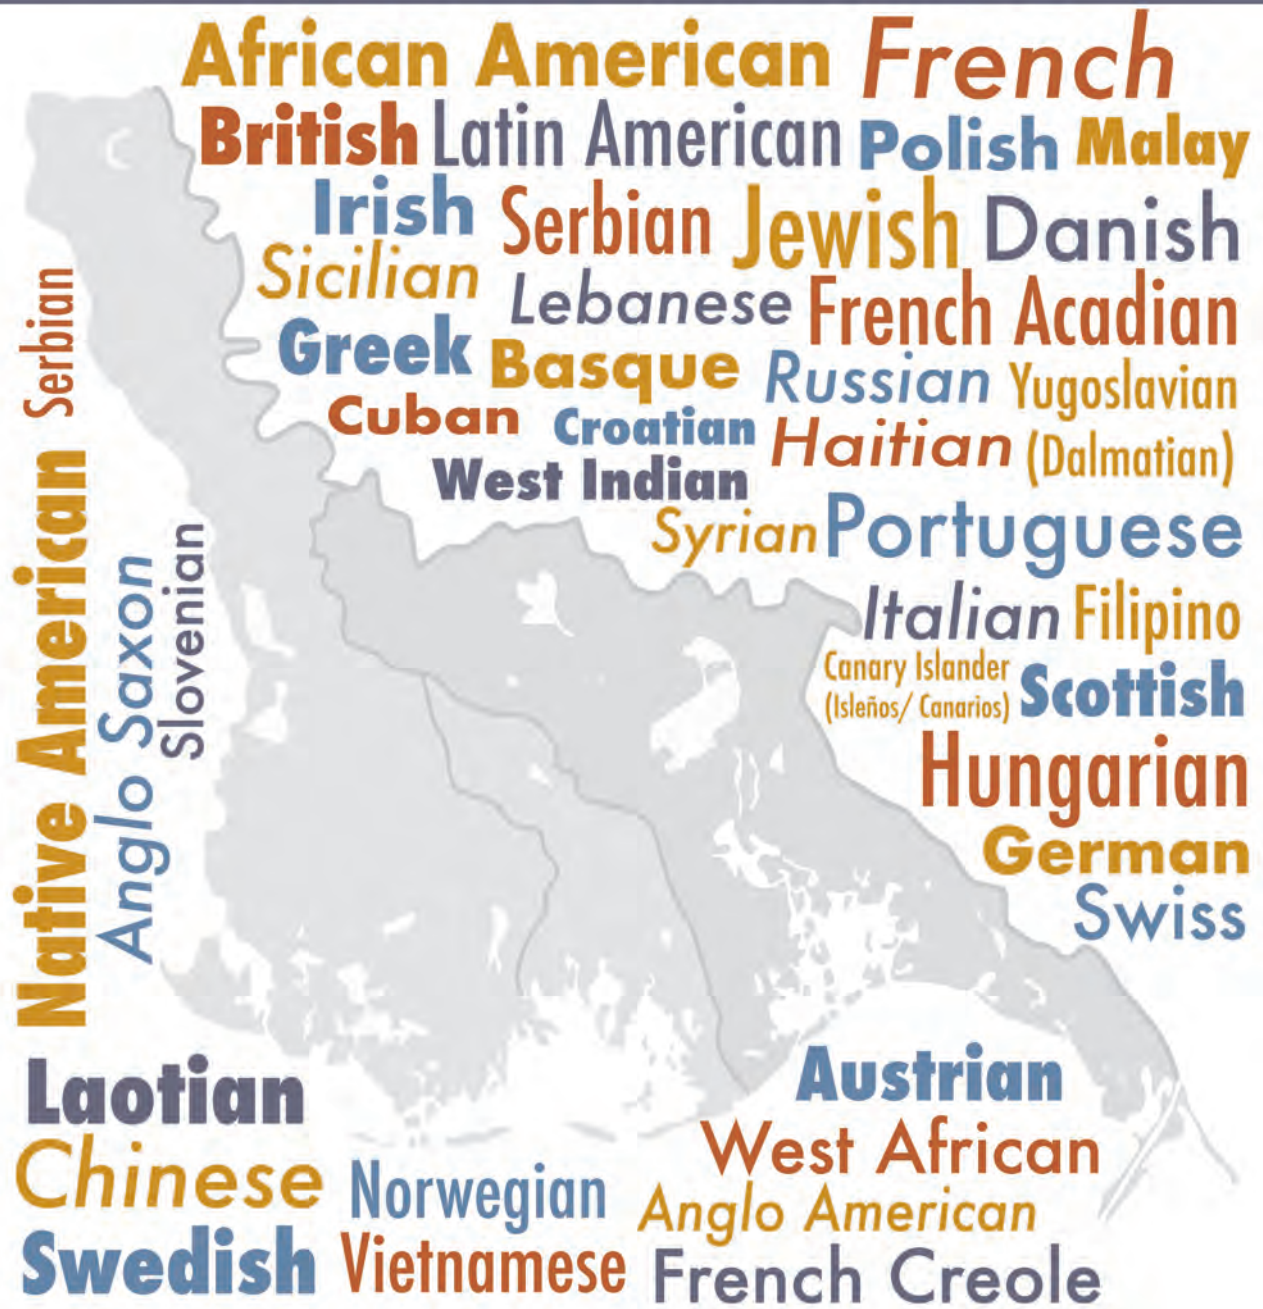 African American French
British Latin American Polish Malay
Irish Serbian Jewish Danish
Sicilian Lebanese French Acadian
Greek Basque Russian Yugoslavian
(Dalmatian)
Cuban Croatian Haitian
West Indian
Syrian Portuguese
Italian Filipino
Canary Islander
(Isleños/ Canarios)
Scottish
Hungarian
German
Swiss
Serbian
Native American
Anglo Saxon
Slovenian
Laotian
Chinese
Swedish
Norwegian
Vietnamese
Austrian
West African
Anglo American
French Creole